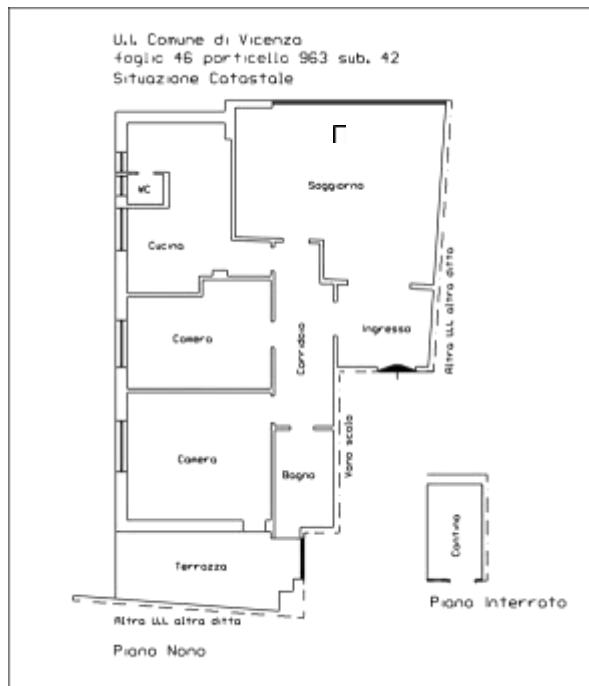 U.I. Comune di Vicenza
foglio 46 particella 963 sub. 42
Situazione Catastale
Soggiorno
WC
Cucina
Altra U.I. altra ditta
Ingresso
Camera
Corridoio
Vano scala
Camera
Bagno
Cantina
Terrazza
Piano Interrato
Altra U.I. altra ditta
Piano Nono